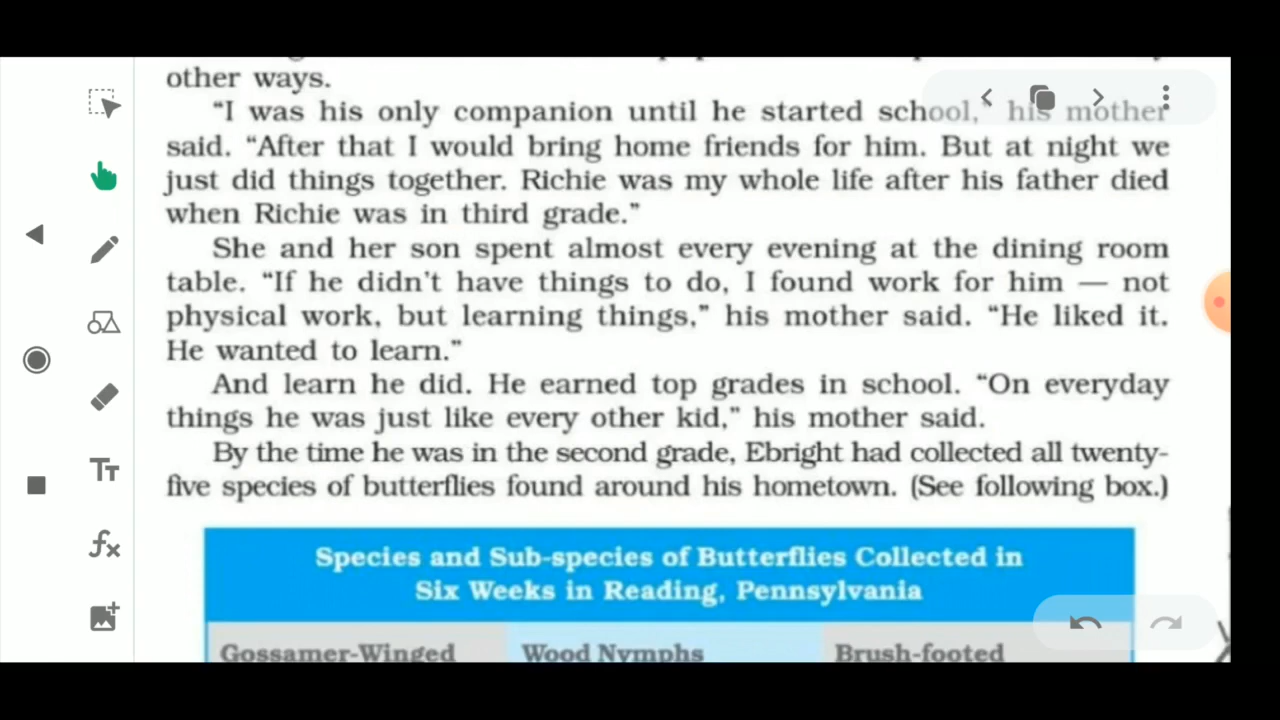 other ways.
“I was his only companion until he started school,” his mother
said. “After that I would bring home friends for him. But at night we
just did things together. Richie was my whole life after his father died
when Richie was in third grade.”
She and her son spent almost every evening at the dining room
table. “If he didn’t have things to do, I found work for him — not
physical work, but learning things,” his mother said. “He liked it.
He wanted to learn.”
And learn he did. He earned top grades in school. “On everyday
things he was just like every other kid,” his mother said.
By the time he was in the second grade, Ebright had collected all twenty-
five species of butterflies found around his hometown. (See following box.)
Species and Sub-species of Butterflies Collected in
Six Weeks in Reading, Pennsylvania
Gossamer-Winged Wood Nymphs Brush-footed
TT
fx